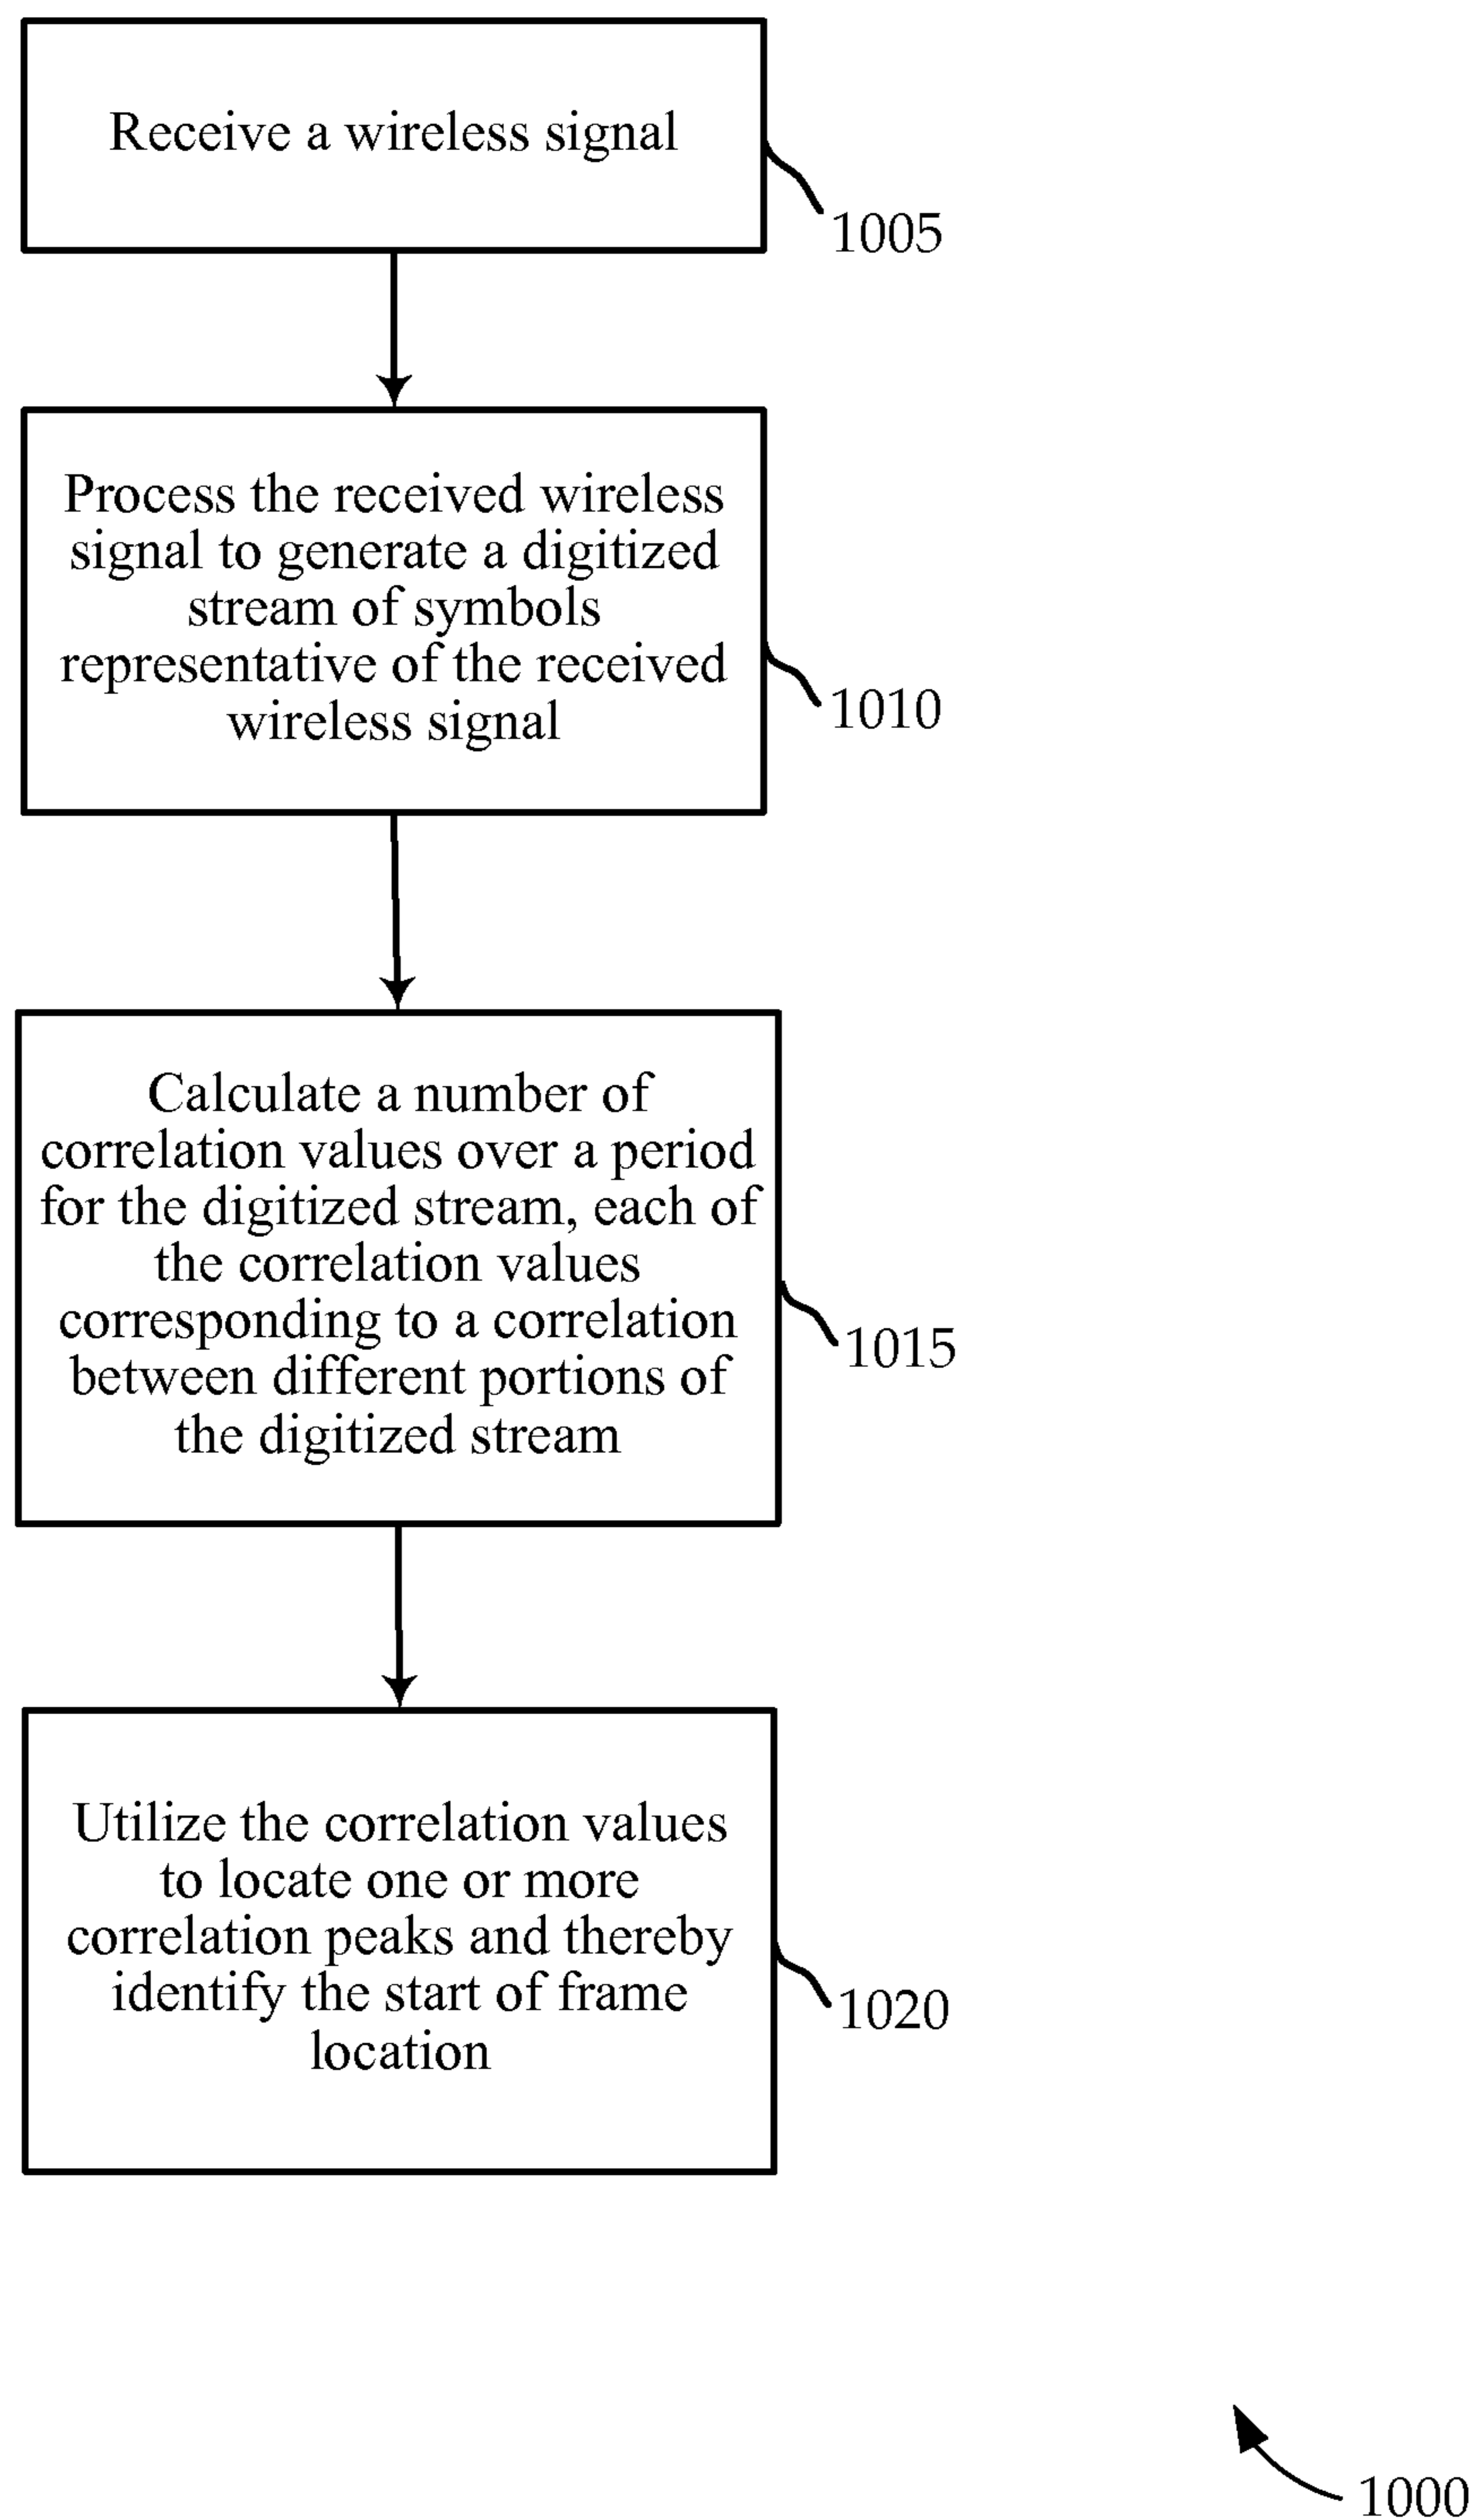 Receive a wireless signal
1005
Process the received wireless
signal to generate a digitized
stream of symbols
representative of the received
wireless signal
1010
Calculate a number of
correlation values over a period
for the digitized stream, each of
the correlation values
corresponding to a correlation
between different portions of
the digitized stream
1015
Utilize the correlation values
to locate one or more
correlation peaks and thereby
identify the start of frame
location
1020
1000